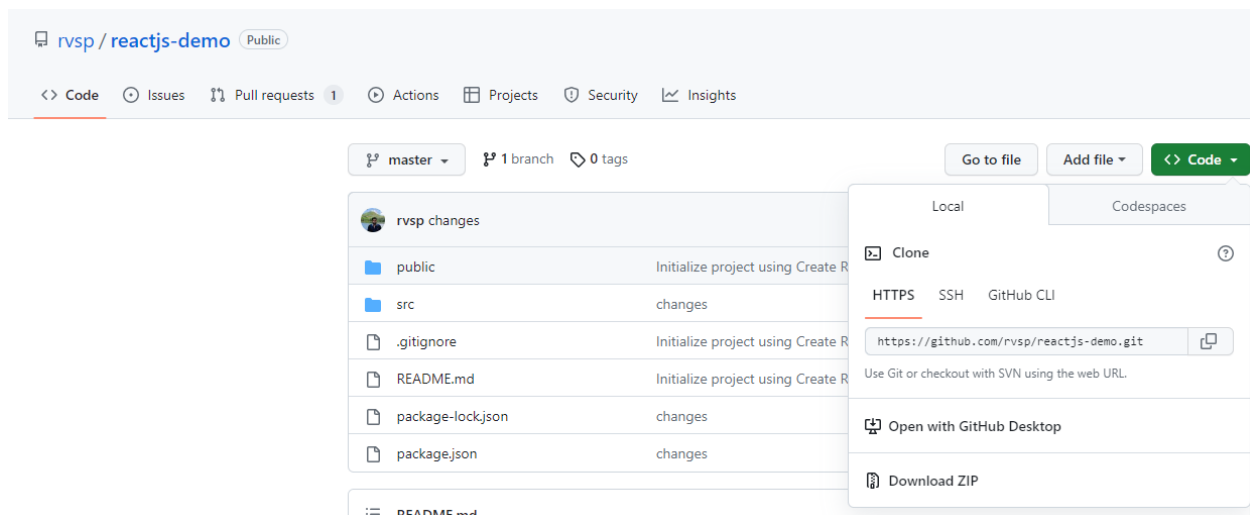 rvsp / reactjs-demo Public
Code Issues Pull requests 1 Actions Projects Security Insights
master 1 branch 0 tags Go to file Add file Code
Local Codespaces
rvsp changes
Clone
public Initialize project using Create R
HTTPS SSH GitHub CLI
src changes
.gitignore Initialize project using Create R
https://github.com/rvsp/reactjs-demo.git
README.md Initialize project using Create R
Use Git or checkout with SVN using the web URL.
package-lock.json changes
Open with GitHub Desktop
package.json changes
Download ZIP
README.md